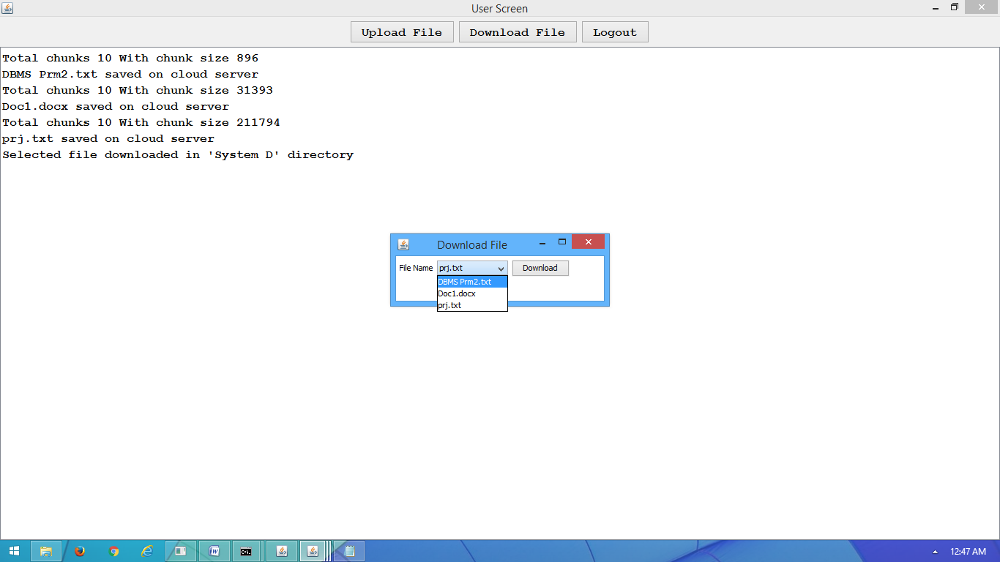 User Screen
Upload File Download File Logout
Total chunks 10 With chunk size 896
DBMS Prm2.txt saved on cloud server
Total chunks 10 With chunk size 31393
Doc1.docx saved on cloud server
Total chunks 10 With chunk size 211794
prj.txt saved on cloud server
Selected file downloaded in 'System D' directory
Download File
File Name prj.txt Download
DBMS Prm2.txt
Doc1.docx
prj.txt
C:\.
12:47 AM